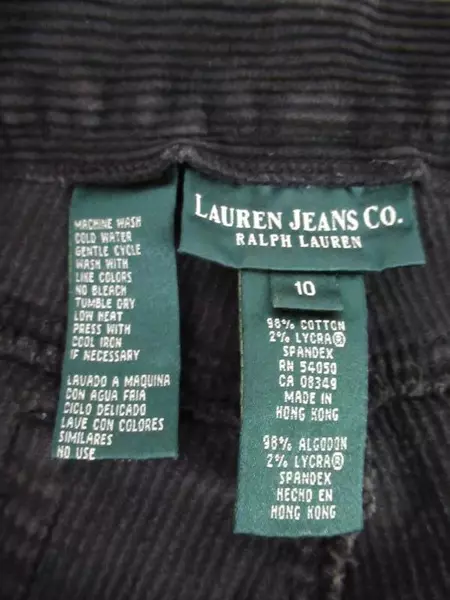 LAUREN JEANS CO.
RALPH LAUREN
10
98% COTTON
2% LYCRA®
SPANDEX
RN 54050
CA 08349
MADE IN
HONG KONG
98% ALGODON
2% LYCRA®
SPANDEX
HECHO EN
HONG KONG
MACHINE WASH
COLD WATER
GENTLE CYCLE
WASH WITH
LIKE COLORS
NO BLEACH
TUMBLE DRY
LOW HEAT
PRESS WITH
COOL IRON
IF NECESSARY
LAVADO A MAQUINA
CON AGUA FRIA
CICLO DELICADO
LAVE CON COLORES
SIMILARES
NO USE